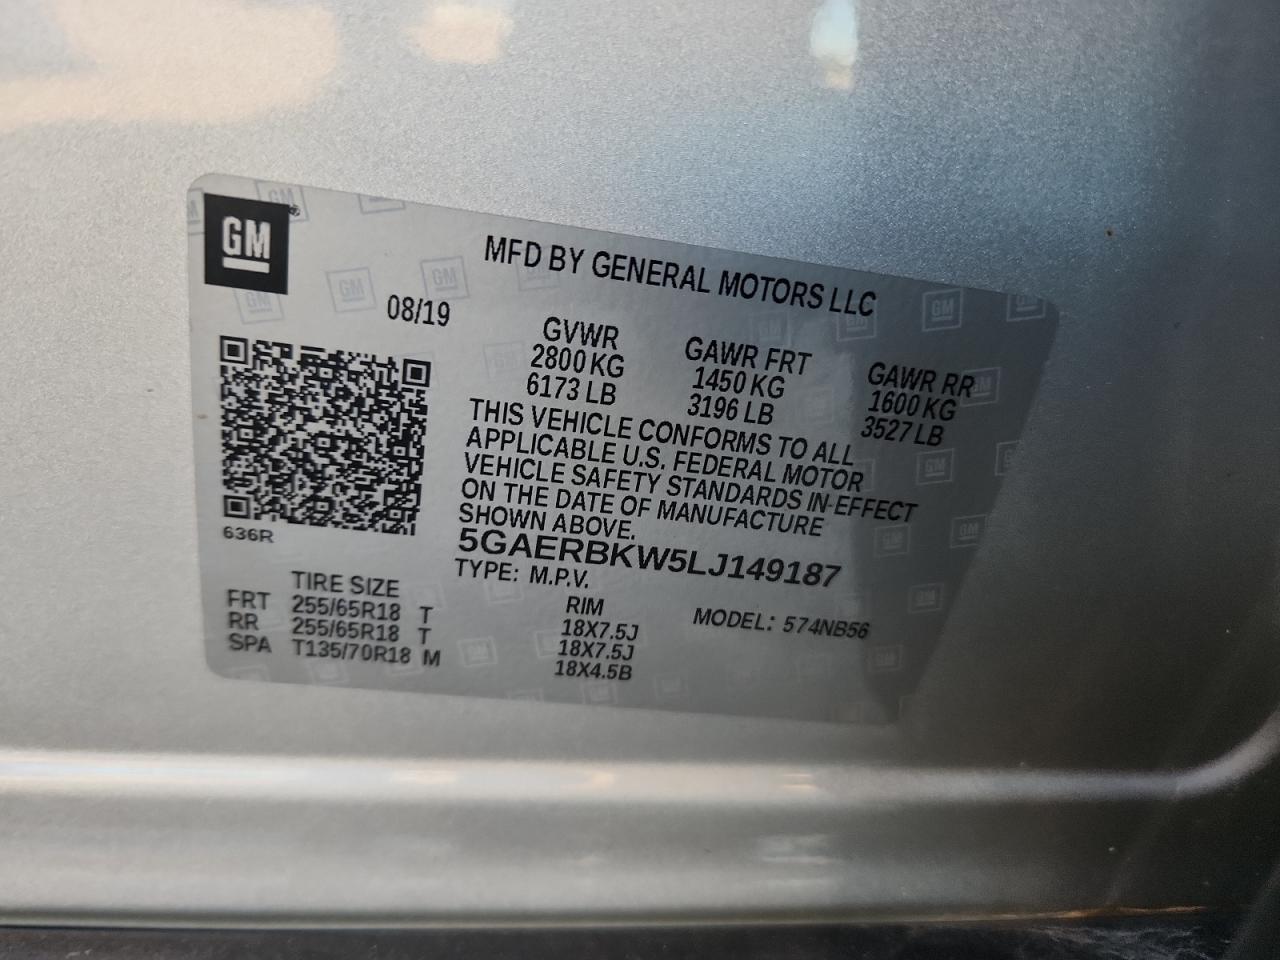 GM
MFD BY GENERAL MOTORS LLC
08/19
GVWR GAWR FRT GAWR RR
2800 KG 1450 KG 1600 KG
6173 LB 3196 LB 3527 LB
THIS VEHICLE CONFORMS TO ALL
APPLICABLE U.S. FEDERAL MOTOR
VEHICLE SAFETY STANDARDS IN-EFFECT
ON THE DATE OF MANUFACTURE
SHOWN ABOVE.
636R
5GAERBKW5LJ149187
TYPE: M.P.V.
MODEL: 574NB56
TIRE SIZE RIM
FRT 255/65R18 T 18X7.5J
RR 255/65R18 T 18X7.5J
SPA T135/70R18 M 18X4.5B